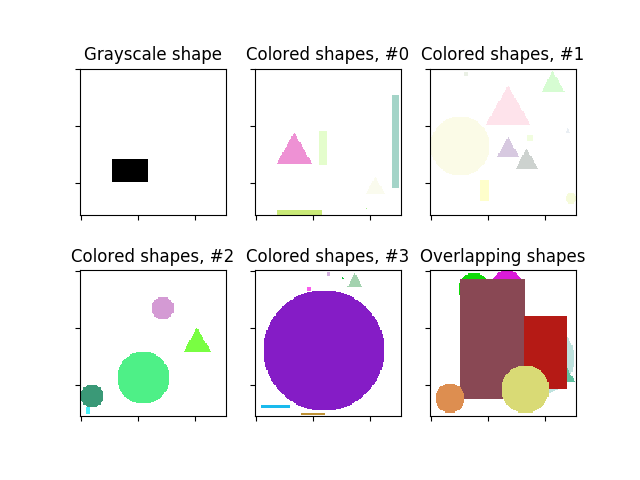 Grayscale shape
Colored shapes, #0
Colored shapes, #1
Colored shapes, #2
Colored shapes, #3
Overlapping shapes